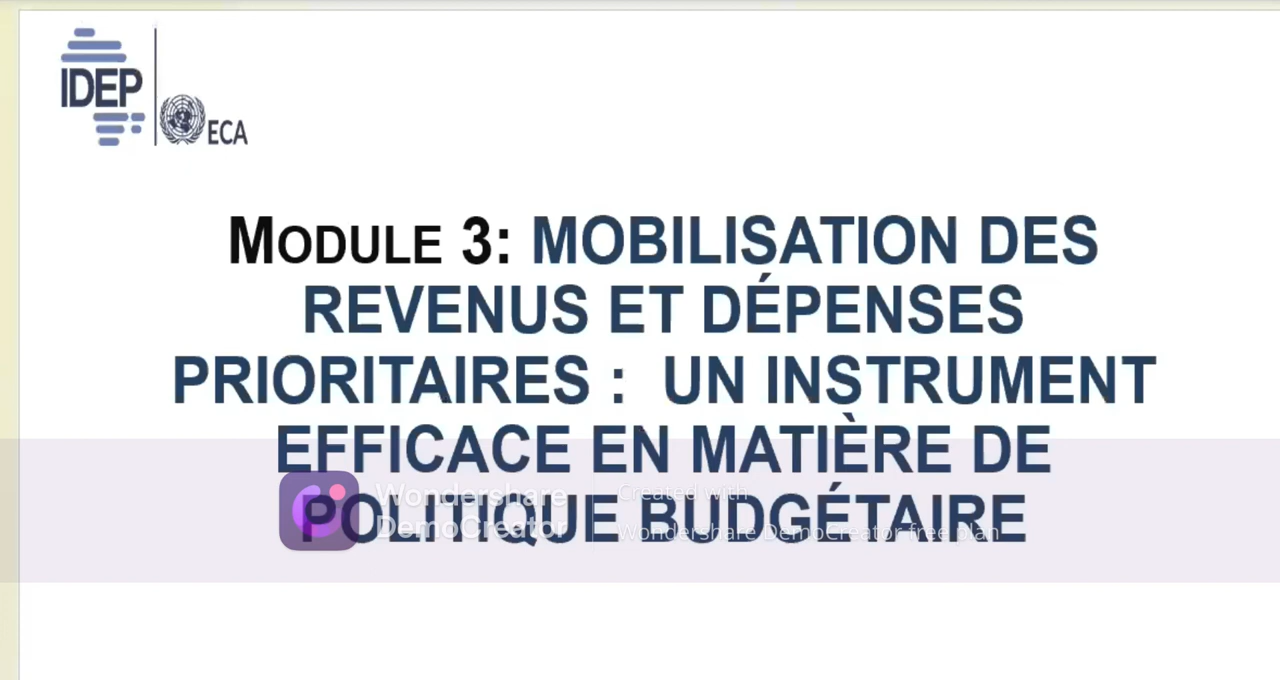 IDEP
ECA
MODULE 3: MOBILISATION DES
REVENUS ET DÉPENSES
PRIORITAIRES : UN INSTRUMENT
EFFICACE EN MATIÈRE DE
POLITIQUE BUDGÉTAIRE
Wondershare
DemoCreator
Created with
Wondershare DemoCreator free plan